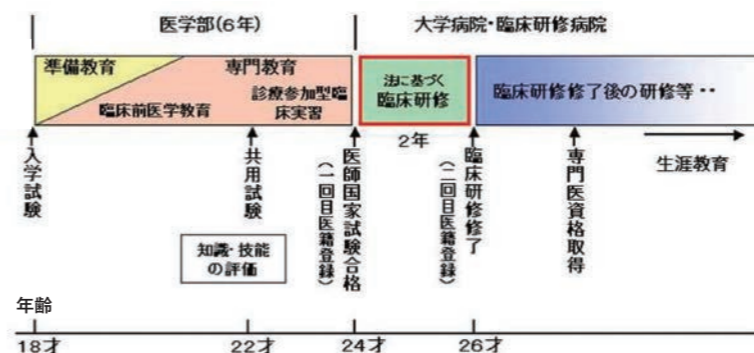 医学部(6年)
大学病院・臨床研修病院
準備教育
専門教育
臨床前医学教育
診療参加型臨
床実習
法に基づく
臨床研修
臨床研修修了後の研修等・・
2年
生涯教育
入学試験
共用試験
医師国家試験合格
(一回目医籍登録)
臨床研修修了
(二回目医籍登録)
専門医資格取得
知識・技能
の評価
年齢
18才
22才
24才
26才